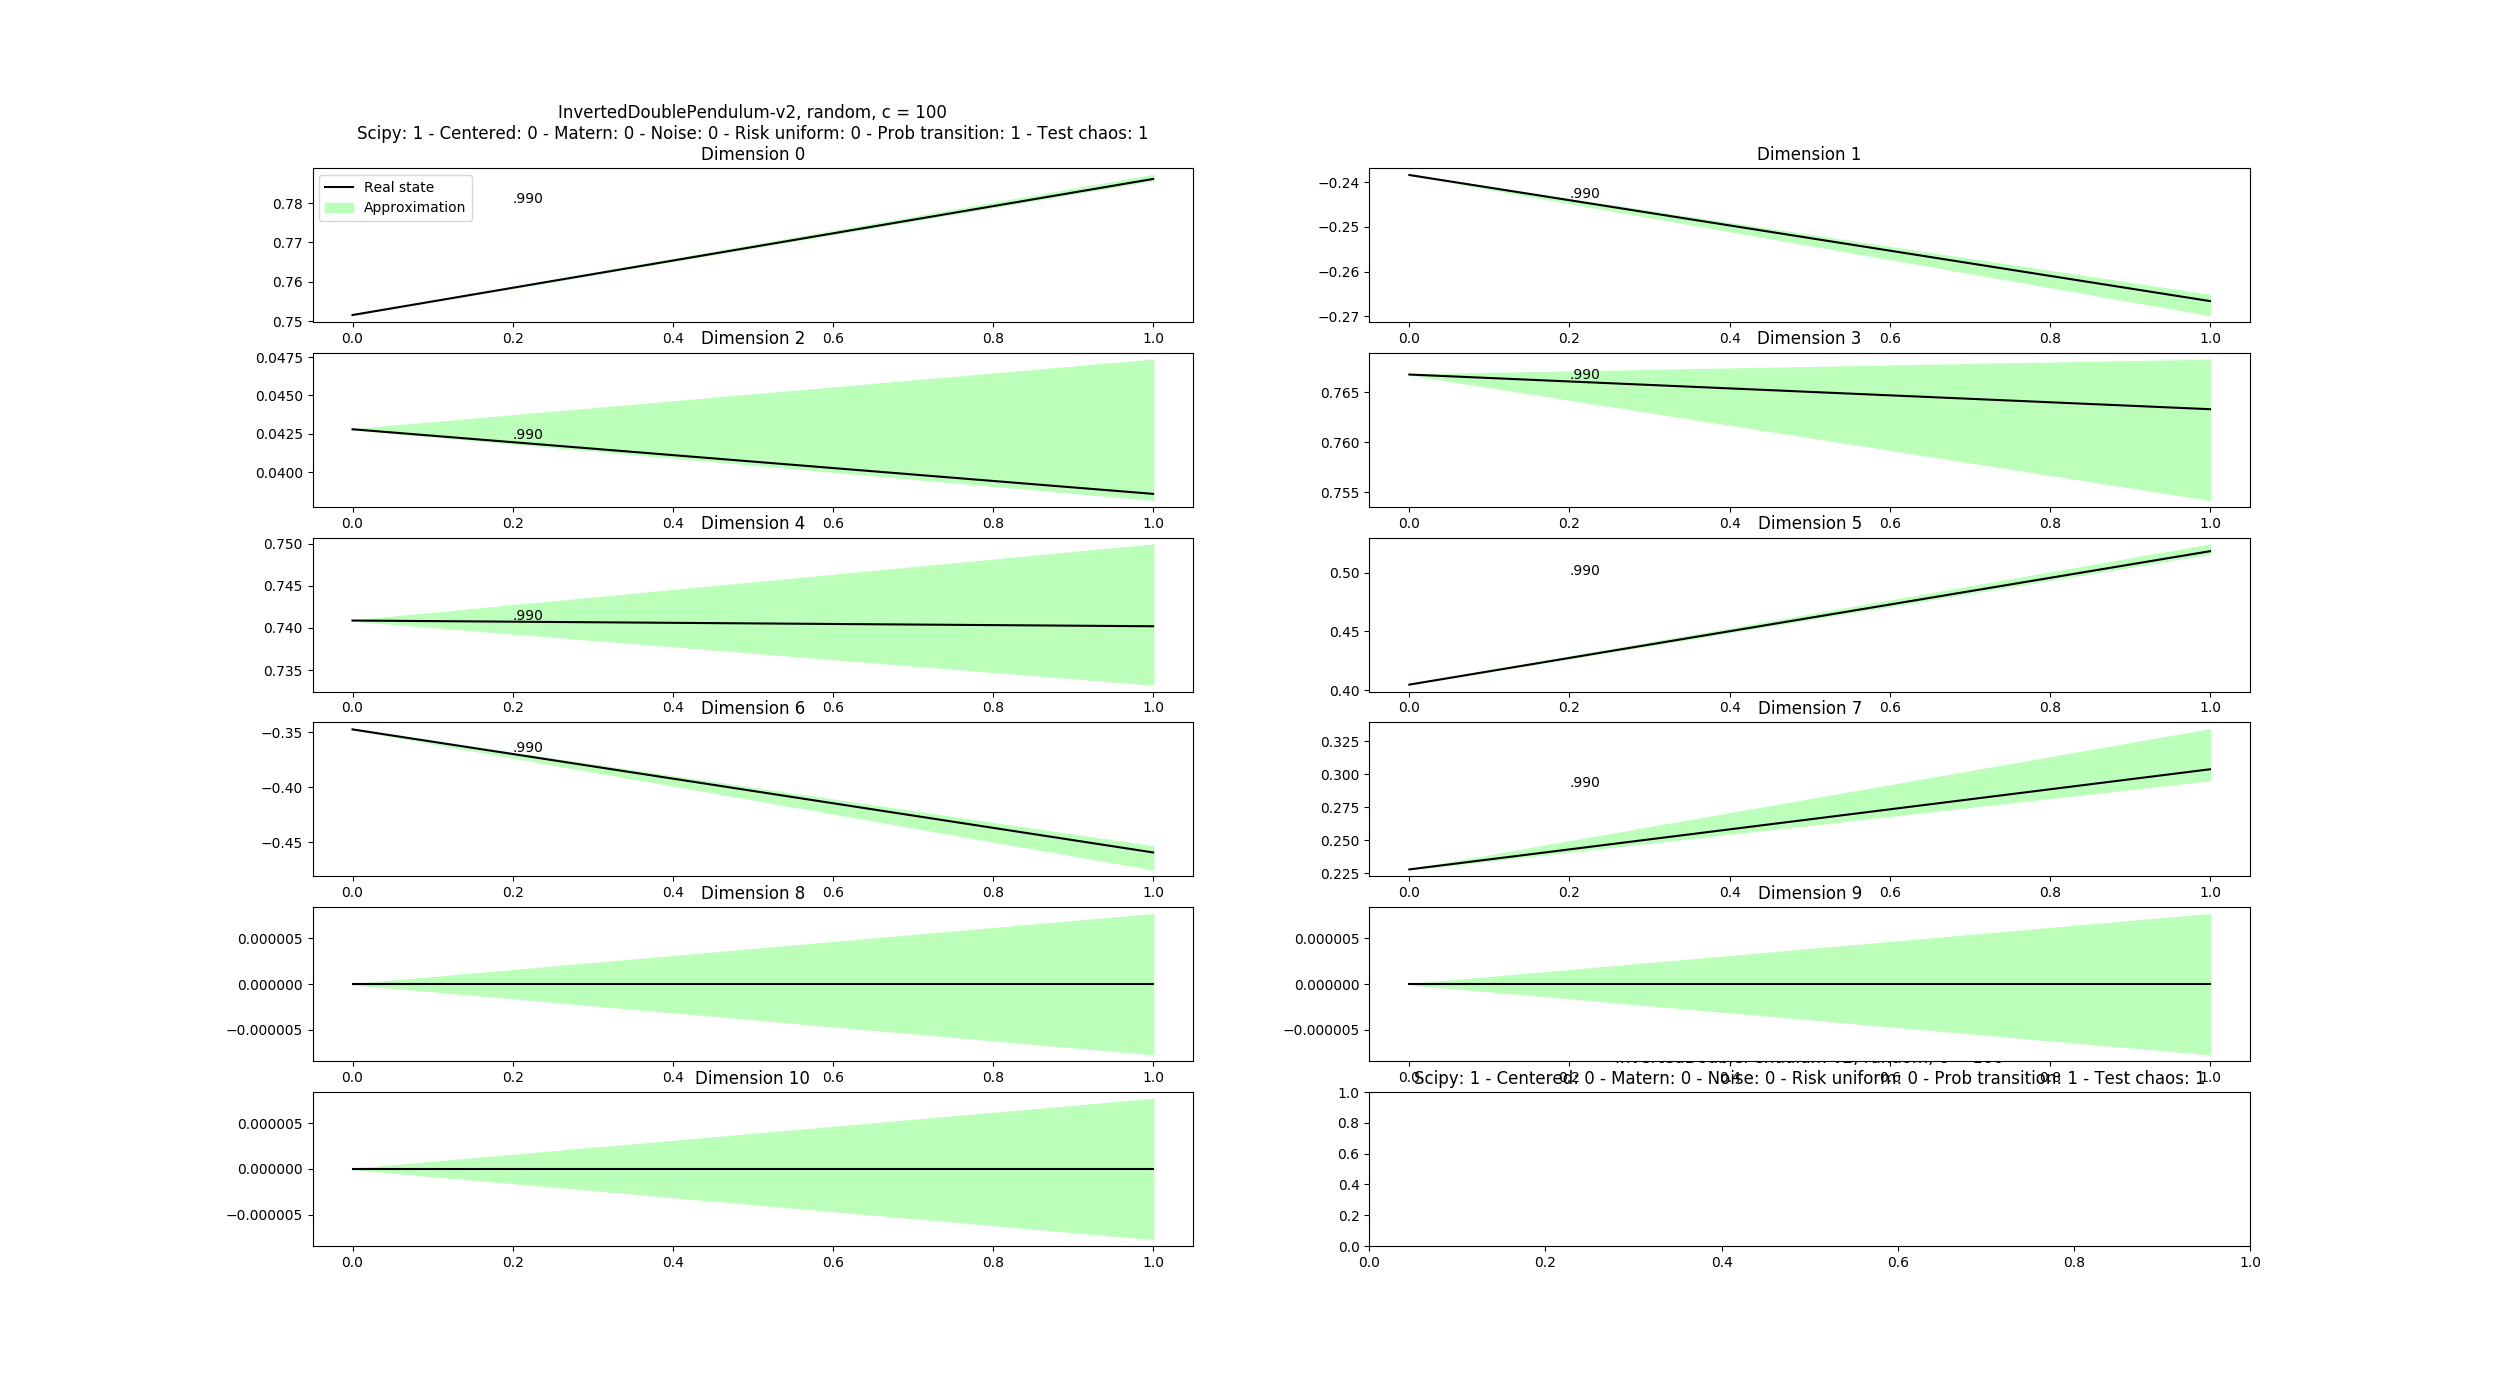 InvertedDoublePendulum-v2, random, c = 100
Scipy: 1 - Centered: 0 - Matern: 0 - Noise: 0 - Risk uniform: 0 - Prob transition: 1 - Test chaos: 1
Dimension 0
Real state
Approximation
.990
0.78
0.77
0.76
0.75
0.0 0.2 0.4 0.6 0.8 1.0
Dimension 1
.990
−0.24
−0.25
−0.26
−0.27
0.0 0.2 0.4 0.6 0.8 1.0
Dimension 2
.990
0.0475
0.0450
0.0425
0.0400
0.0 0.2 0.4 0.6 0.8 1.0
Dimension 3
.990
0.765
0.760
0.755
0.0 0.2 0.4 0.6 0.8 1.0
Dimension 4
.990
0.750
0.745
0.740
0.735
0.0 0.2 0.4 0.6 0.8 1.0
Dimension 5
.990
0.50
0.45
0.40
0.0 0.2 0.4 0.6 0.8 1.0
Dimension 6
.990
−0.35
−0.40
−0.45
0.0 0.2 0.4 0.6 0.8 1.0
Dimension 7
.990
0.325
0.300
0.275
0.250
0.225
0.0 0.2 0.4 0.6 0.8 1.0
Dimension 8
0.000005
0.000000
−0.000005
0.0 0.2 0.4 0.6 0.8 1.0
Dimension 9
0.000005
0.000000
−0.000005
0.0 0.2 0.4 0.6 0.8 1.0
Dimension 10
0.000005
0.000000
−0.000005
0.0 0.2 0.4 0.6 0.8 1.0
Scipy: 1 - Centered: 0 - Matern: 0 - Noise: 0 - Risk uniform: 0 - Prob transition: 1 - Test chaos: 1
1.0
0.8
0.6
0.4
0.2
0.0
0.0 0.2 0.4 0.6 0.8 1.0